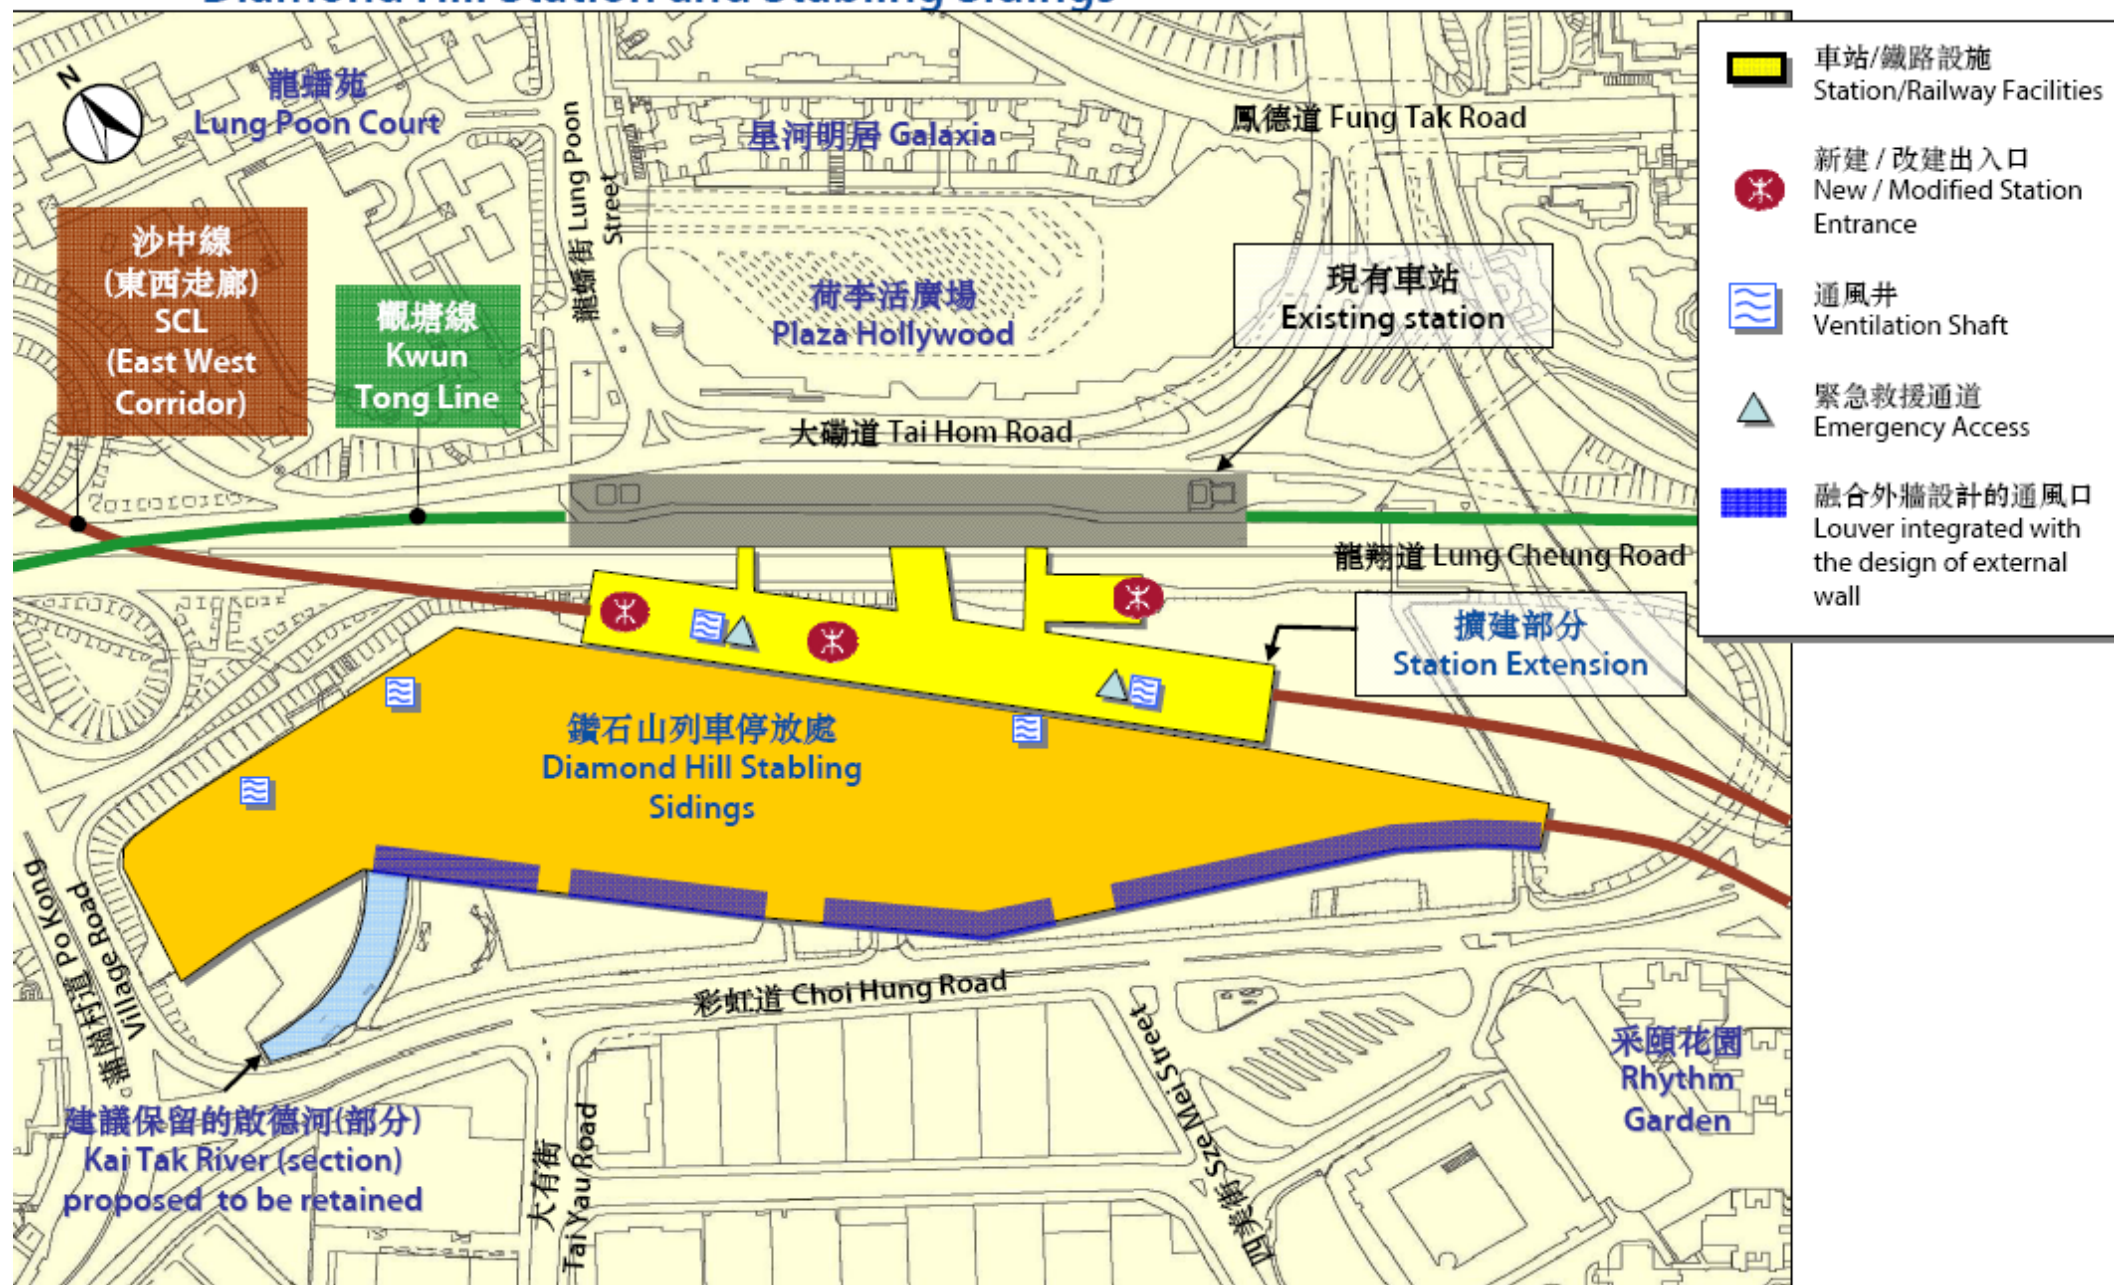 Diamond Hill Station and Stabling Sidings
N
龍蟠苑
Lung Poon Court
龍蟠街 Lung Poon
Street
星河明居 Galaxia
鳳德道 Fung Tak Road
沙中線
(東西走廊)
SCL
(East West
Corridor)
觀塘線
Kwun
Tong Line
荷李活廣場
Plaza Hollywood
現有車站
Existing station
大磡道 Tai Hom Road
龍翔道 Lung Cheung Road
擴建部分
Station Extension
鑽石山列車停放處
Diamond Hill Stabling
Sidings
蒲崗村道 Po Kong
Village Road
彩虹道 Choi Hung Road
建議保留的啟德河(部分)
Kai Tak River (section)
proposed to be retained
大有街
Tai Yau Road
四美街 Sze Mei Street
采頤花園
Rhythm
Garden
車站/鐵路設施
Station/Railway Facilities
新建 / 改建出入口
New / Modified Station
Entrance
通風井
Ventilation Shaft
緊急救援通道
Emergency Access
融合外牆設計的通風口
Louver integrated with
the design of external
wall